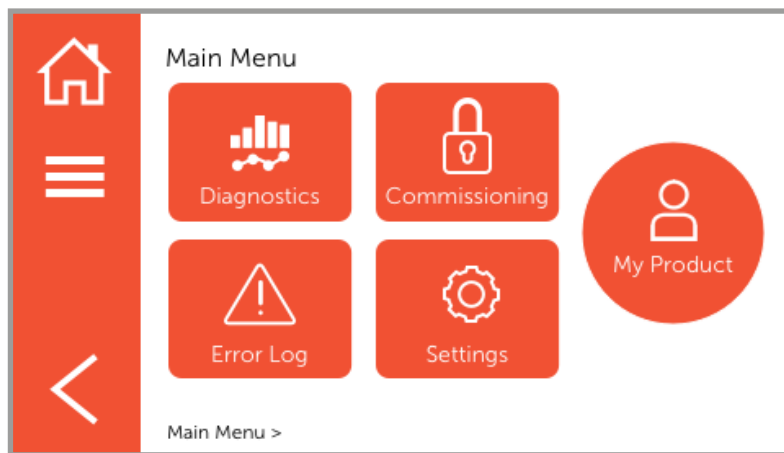 Main Menu
Diagnostics
Commissioning
My Product
Error Log
Settings
Main Menu >